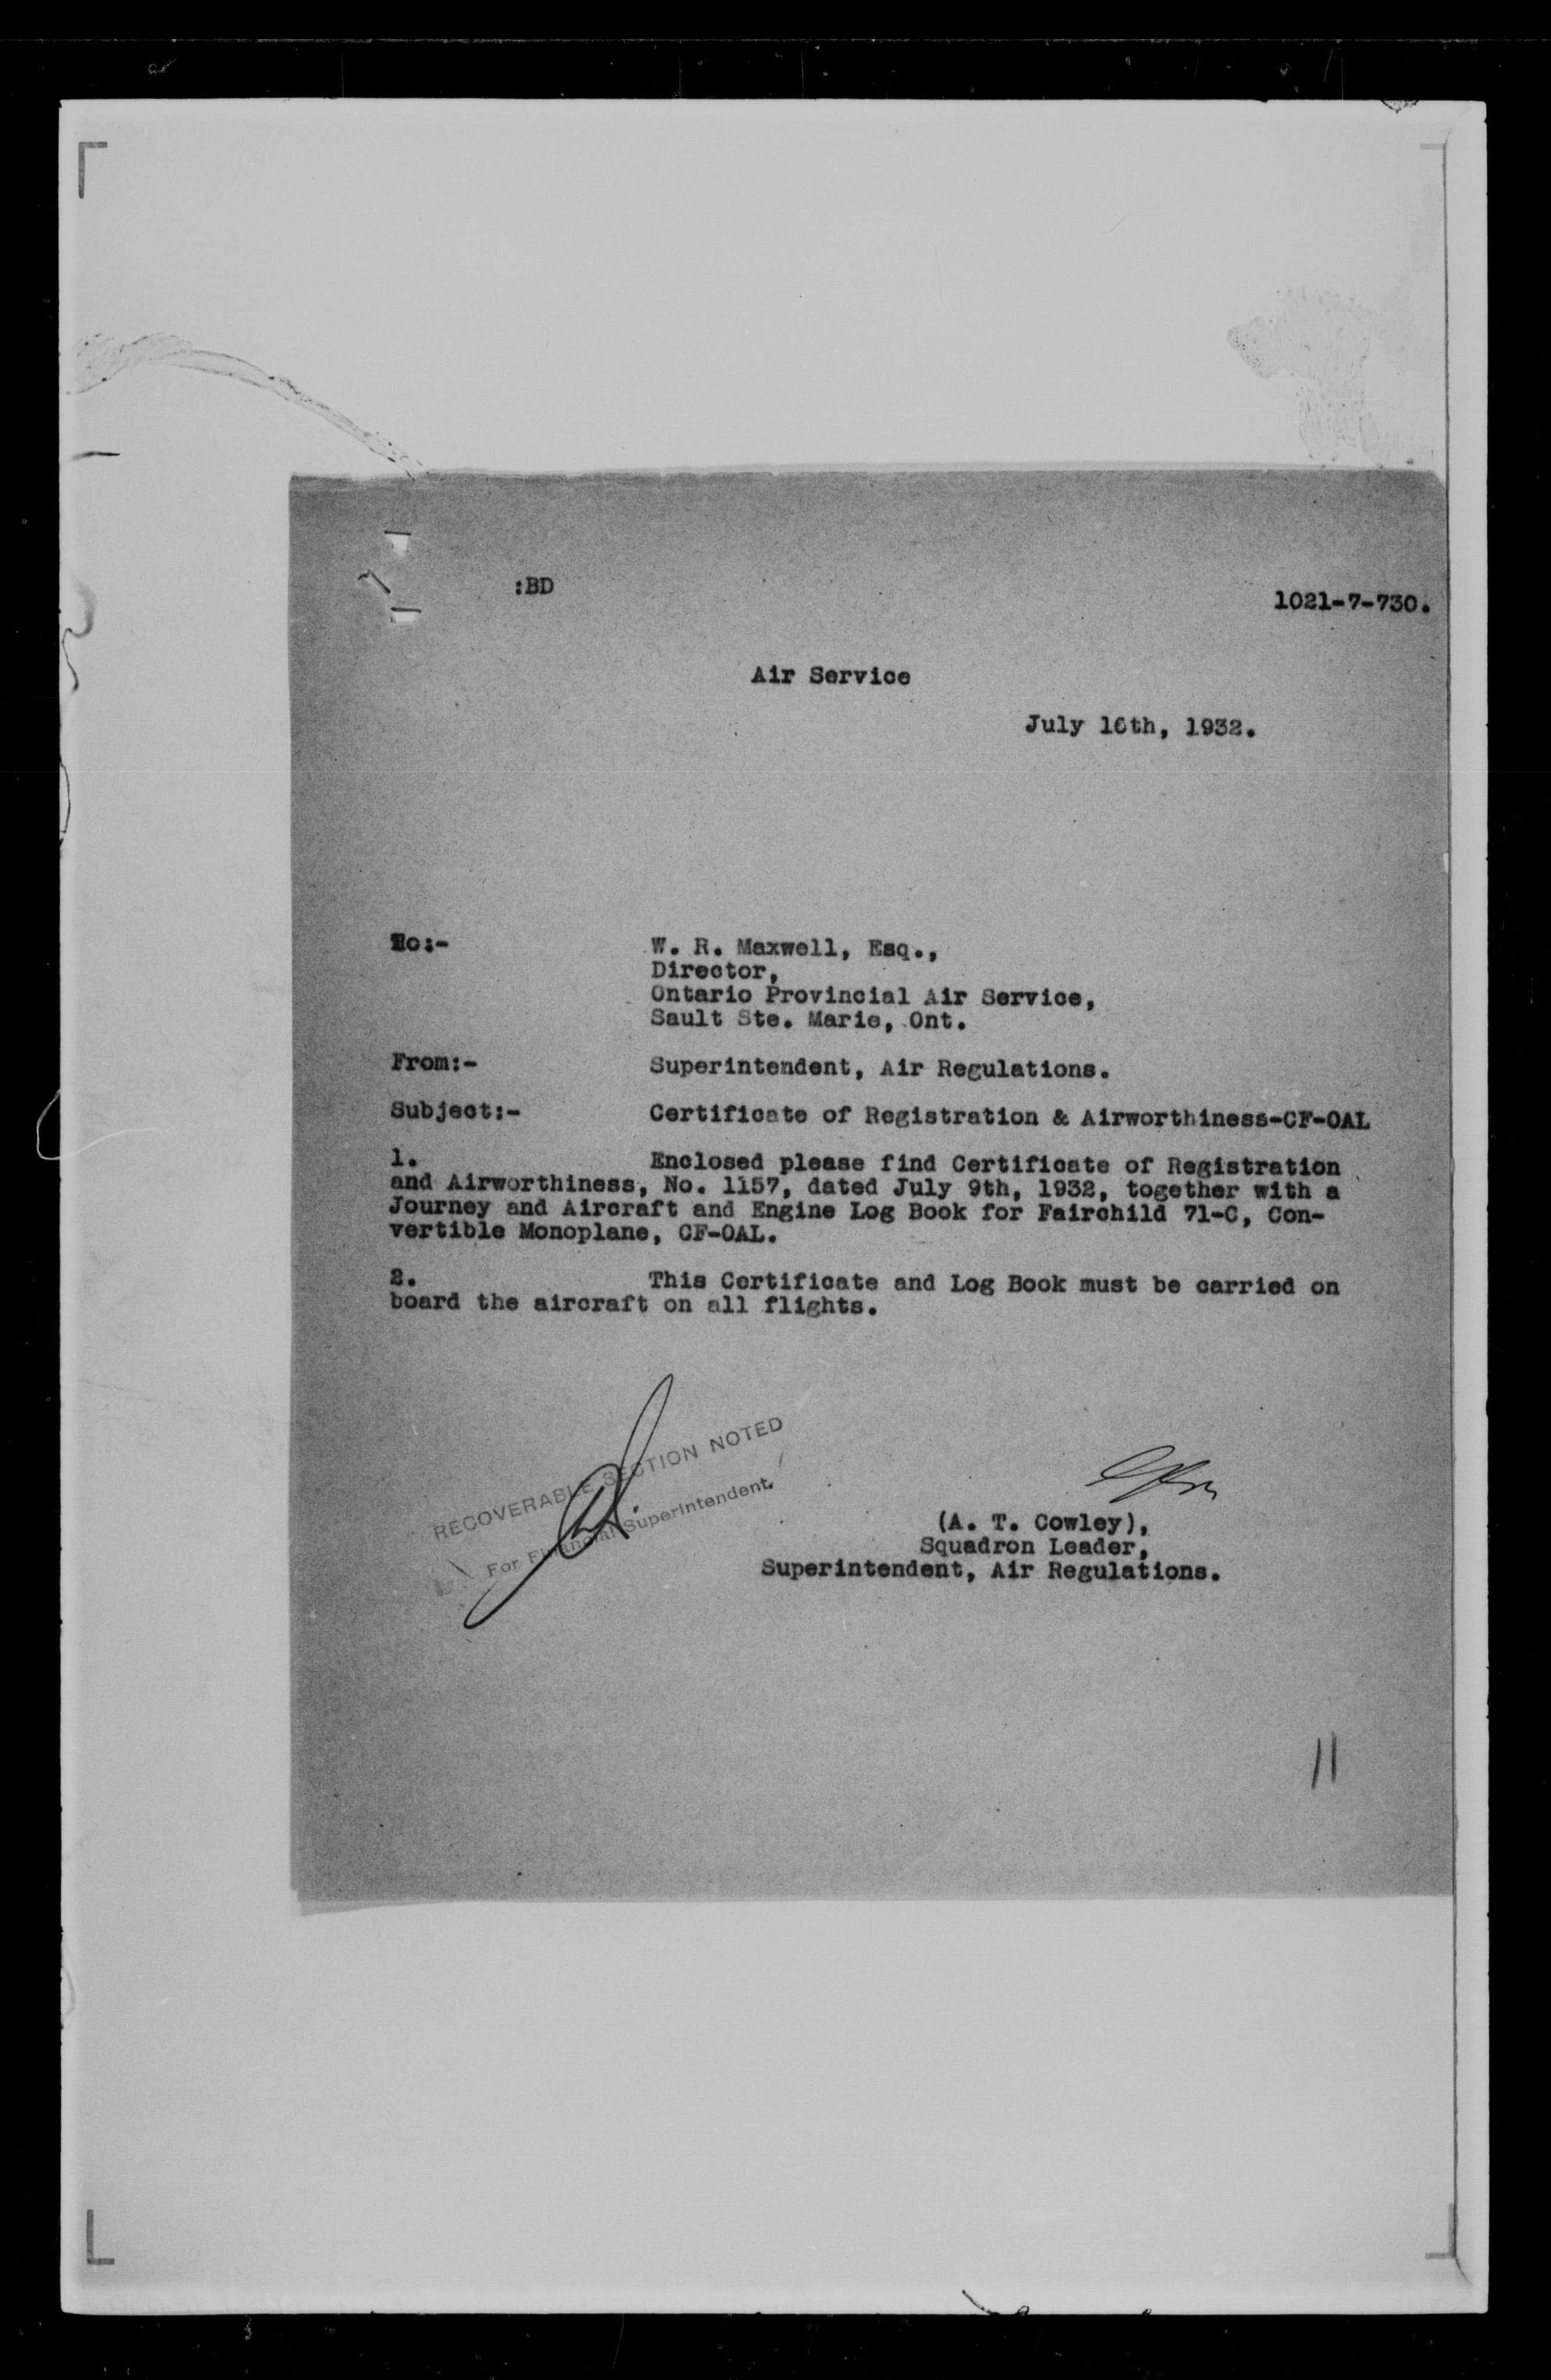 :BD
1021-7-730.
Air Service
July 16th, 1932.
To:- W. R. Maxwell, Esq.,
Director,
Ontario Provincial Air Service,
Sault Ste. Marie, Ont.
From:- Superintendent, Air Regulations.
Subject:- Certificate of Registration & Airworthiness-CF-OAL
1. Enclosed please find Certificate of Registration
and Airworthiness, No. 1157, dated July 9th, 1932, together with a
Journey and Aircraft and Engine Log Book for Fairchild 71-C, Con-
vertible Monoplane, CF-OAL.
2. This Certificate and Log Book must be carried on
board the aircraft on all flights.
RECOVERABLE SECTION NOTED
For Financial Superintendent.
(A. T. Cowley),
Squadron Leader,
Superintendent, Air Regulations.
11